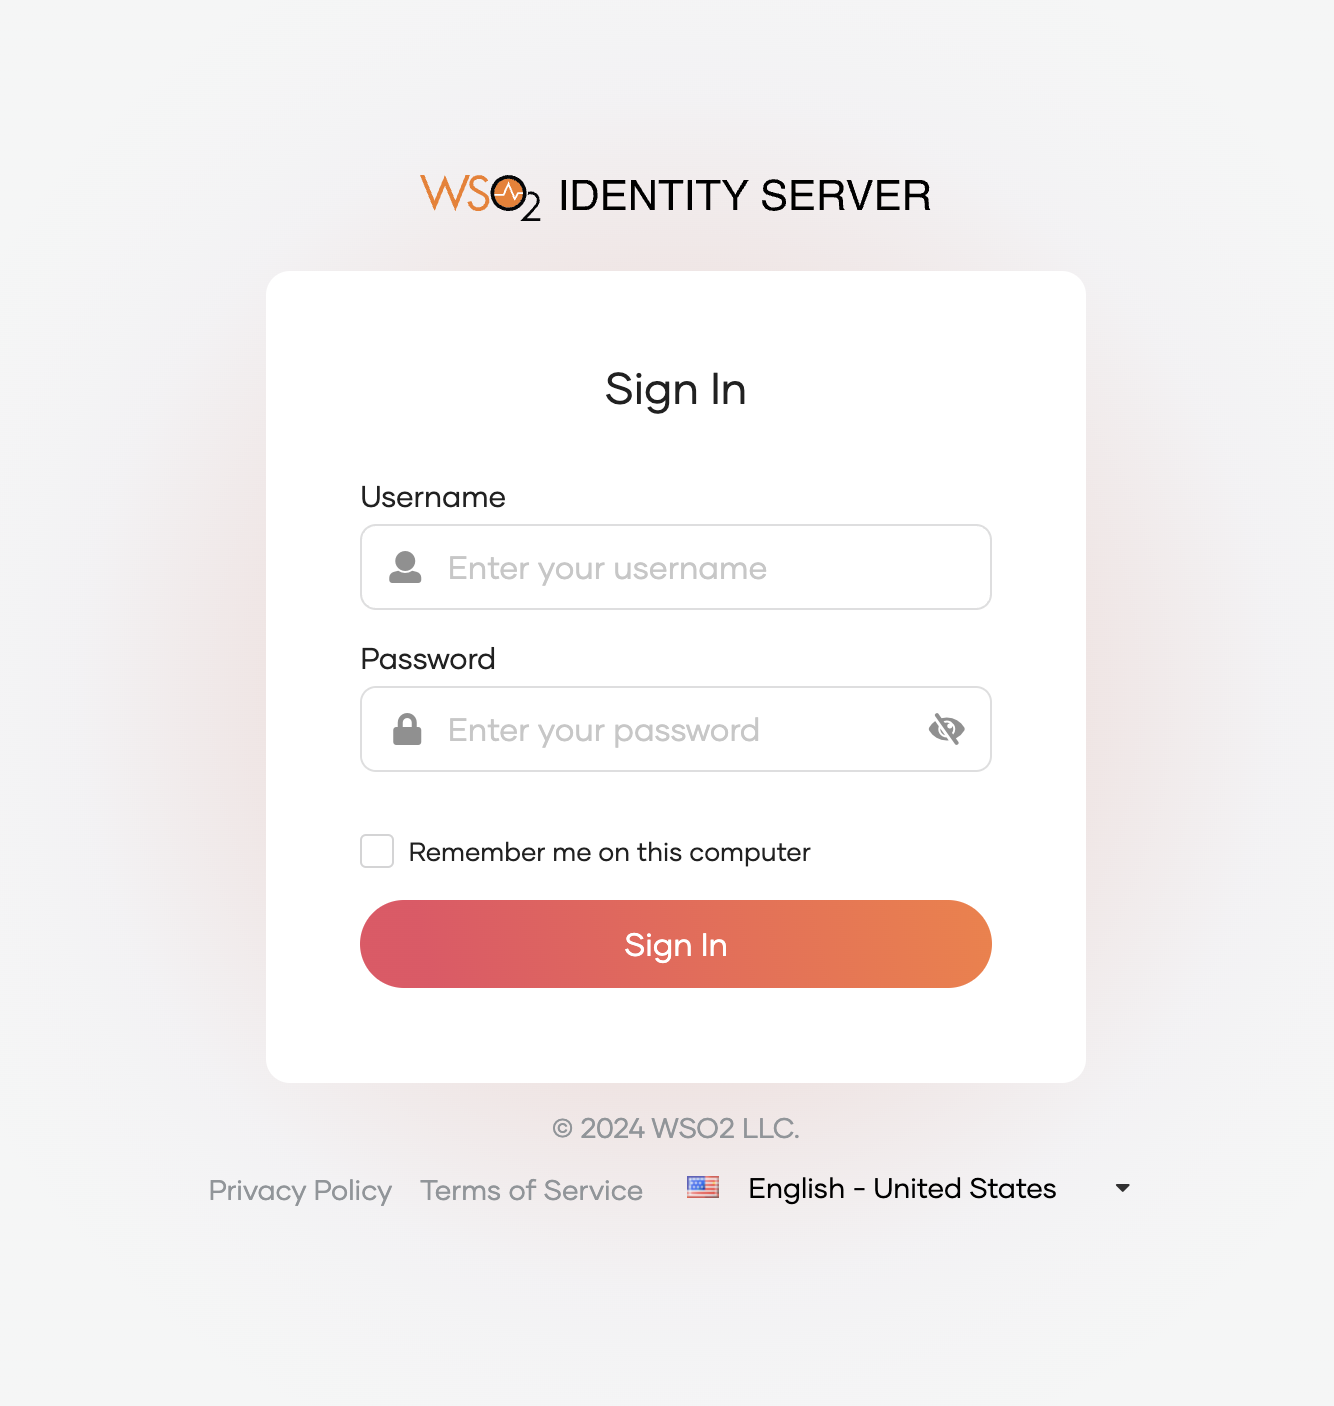 WSO2 IDENTITY SERVER
Sign In
Username
Enter your username
Password
Enter your password
Remember me on this computer
Sign In
© 2024 WSO2 LLC.
Privacy Policy Terms of Service English - United States